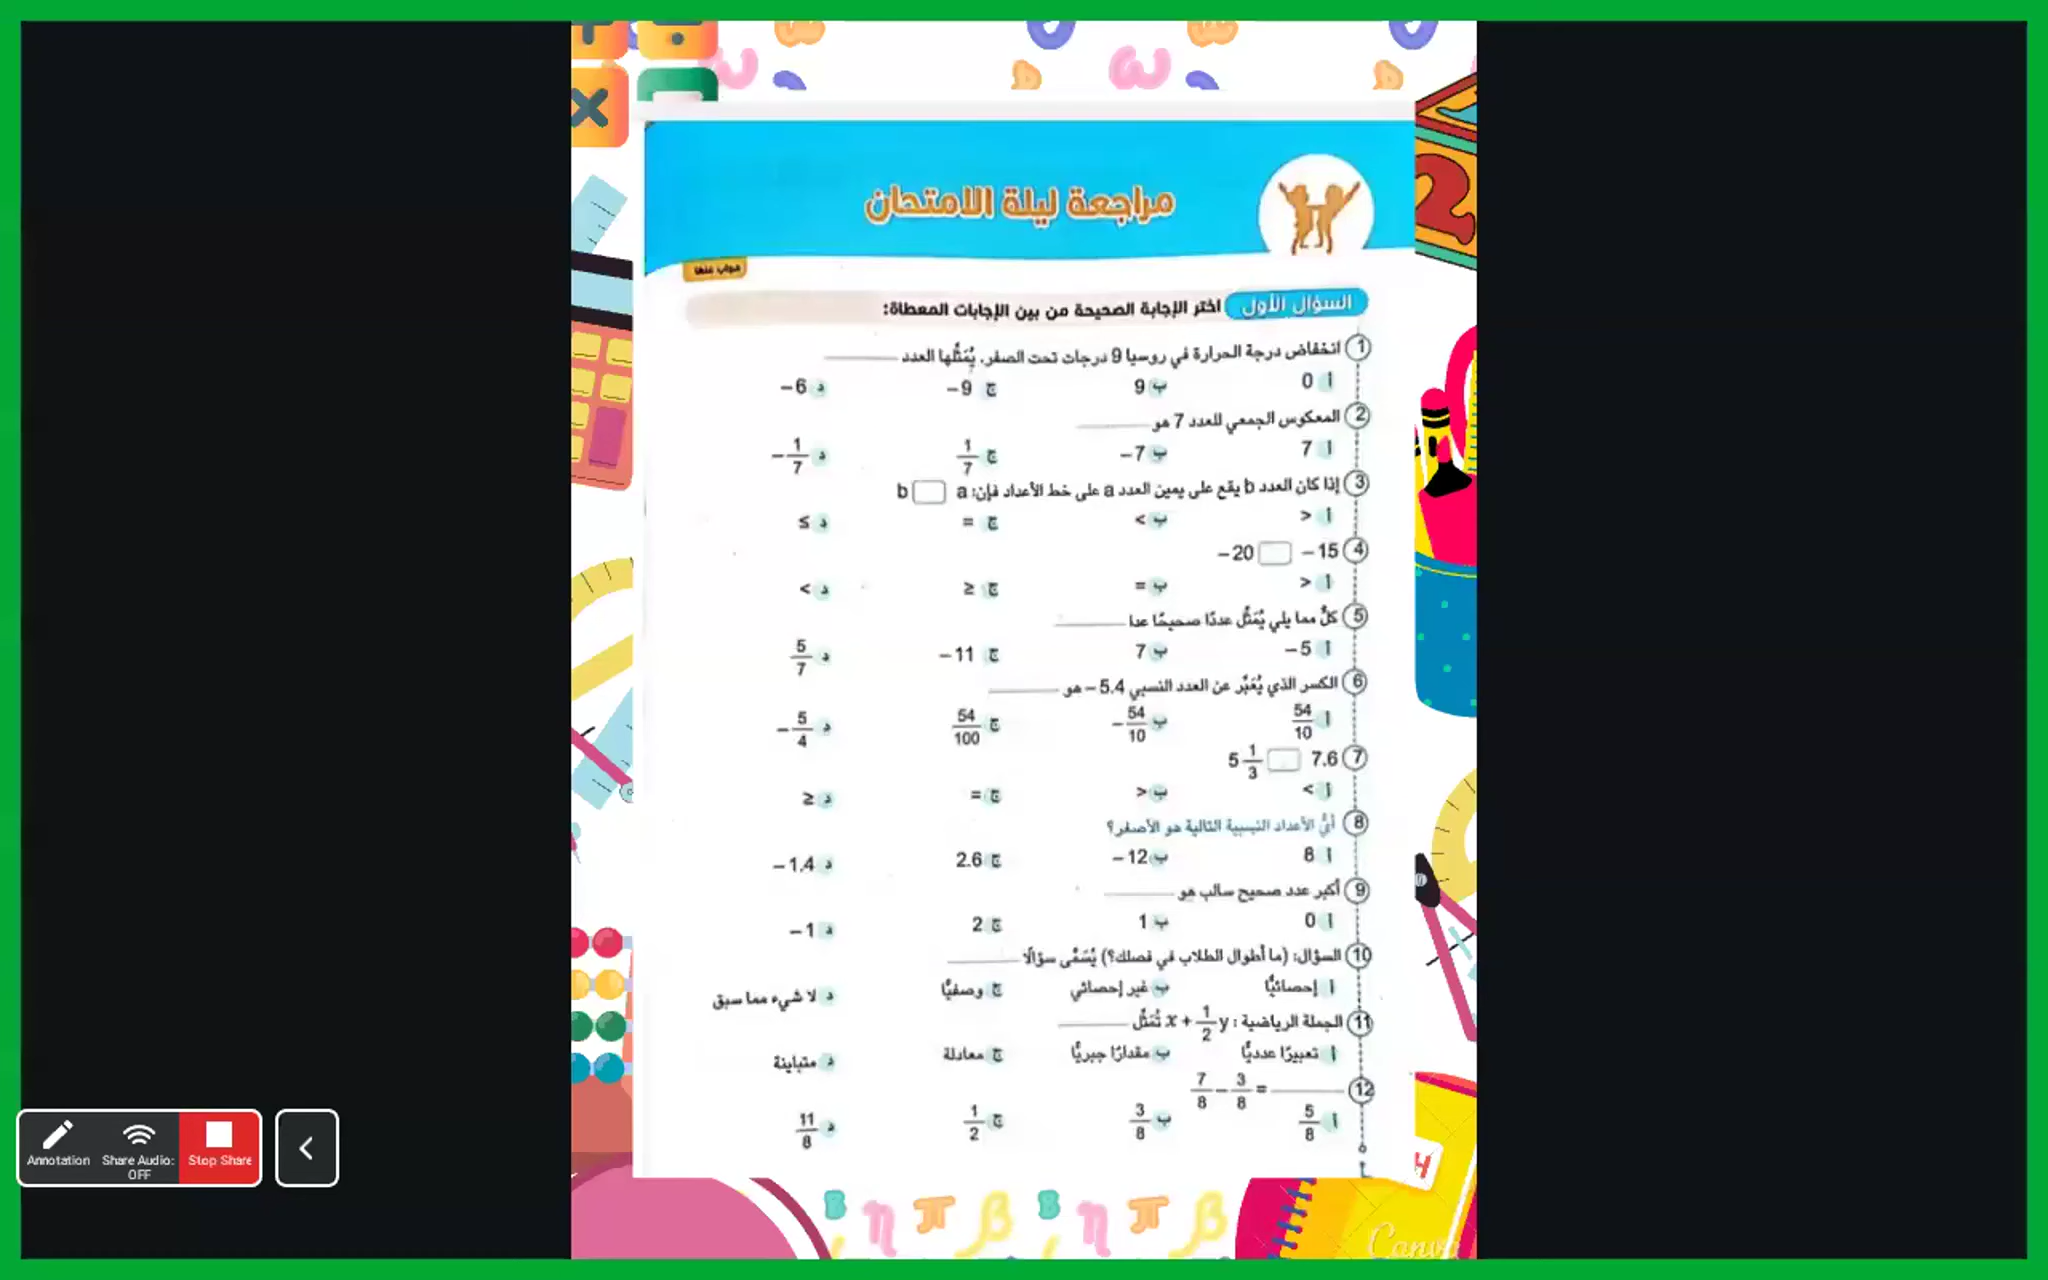 مراجعة ليلة الامتحان
مجاب عنها
السؤال الأول اختر الإجابة الصحيحة من بين الإجابات المعطاة:
1 انخفاض درجة الحرارة في روسيا 9 درجات تحت الصفر. يُمَثِّلها العدد
أ 0 ب 9 ج 9− د 6−
2 المعكوس الجمعي للعدد 7 هو
أ 7 ب 7− ج 1/7 د −1/7
3 إذا كان العدد b يقع على يمين العدد a على خط الأعداد فإن: b □ a
أ > ب < ج = د ≤
4 −20 □ −15
أ > ب = ج ≥ د <
5 كلٌّ مما يلي يُمَثِّل عددًا صحيحًا عدا
أ 5− ب 7 ج 11− د 5/7
6 الكسر الذي يُعَبِّر عن العدد النسبي 5.4− هو
أ 54/10 ب −54/10 ج 54/100 د −5/4
7 5 1/3 □ 7.6
أ < ب > ج = د ≥
8 أيُّ الأعداد النسبية التالية هو الأصغر؟
أ 8 ب 12− ج 2.6 د 1.4−
9 أكبر عدد صحيح سالب هو
أ 0 ب 1 ج 2 د 1−
10 السؤال: (ما أطوال الطلاب في فصلك؟) يُسَمَّى سؤالًا
أ إحصائيًّا ب غير إحصائي ج وصفيًّا د لا شيء مما سبق
11 الجملة الرياضية: x + 1/2 y تُمَثِّل
أ تعبيرًا عدديًّا ب مقدارًا جبريًّا ج معادلة د متباينة
12 7/8 − 3/8 =
أ 5/8 ب 3/8 ج 1/2 د 11/8
Annotation Share Audio: OFF Stop Share
Canva